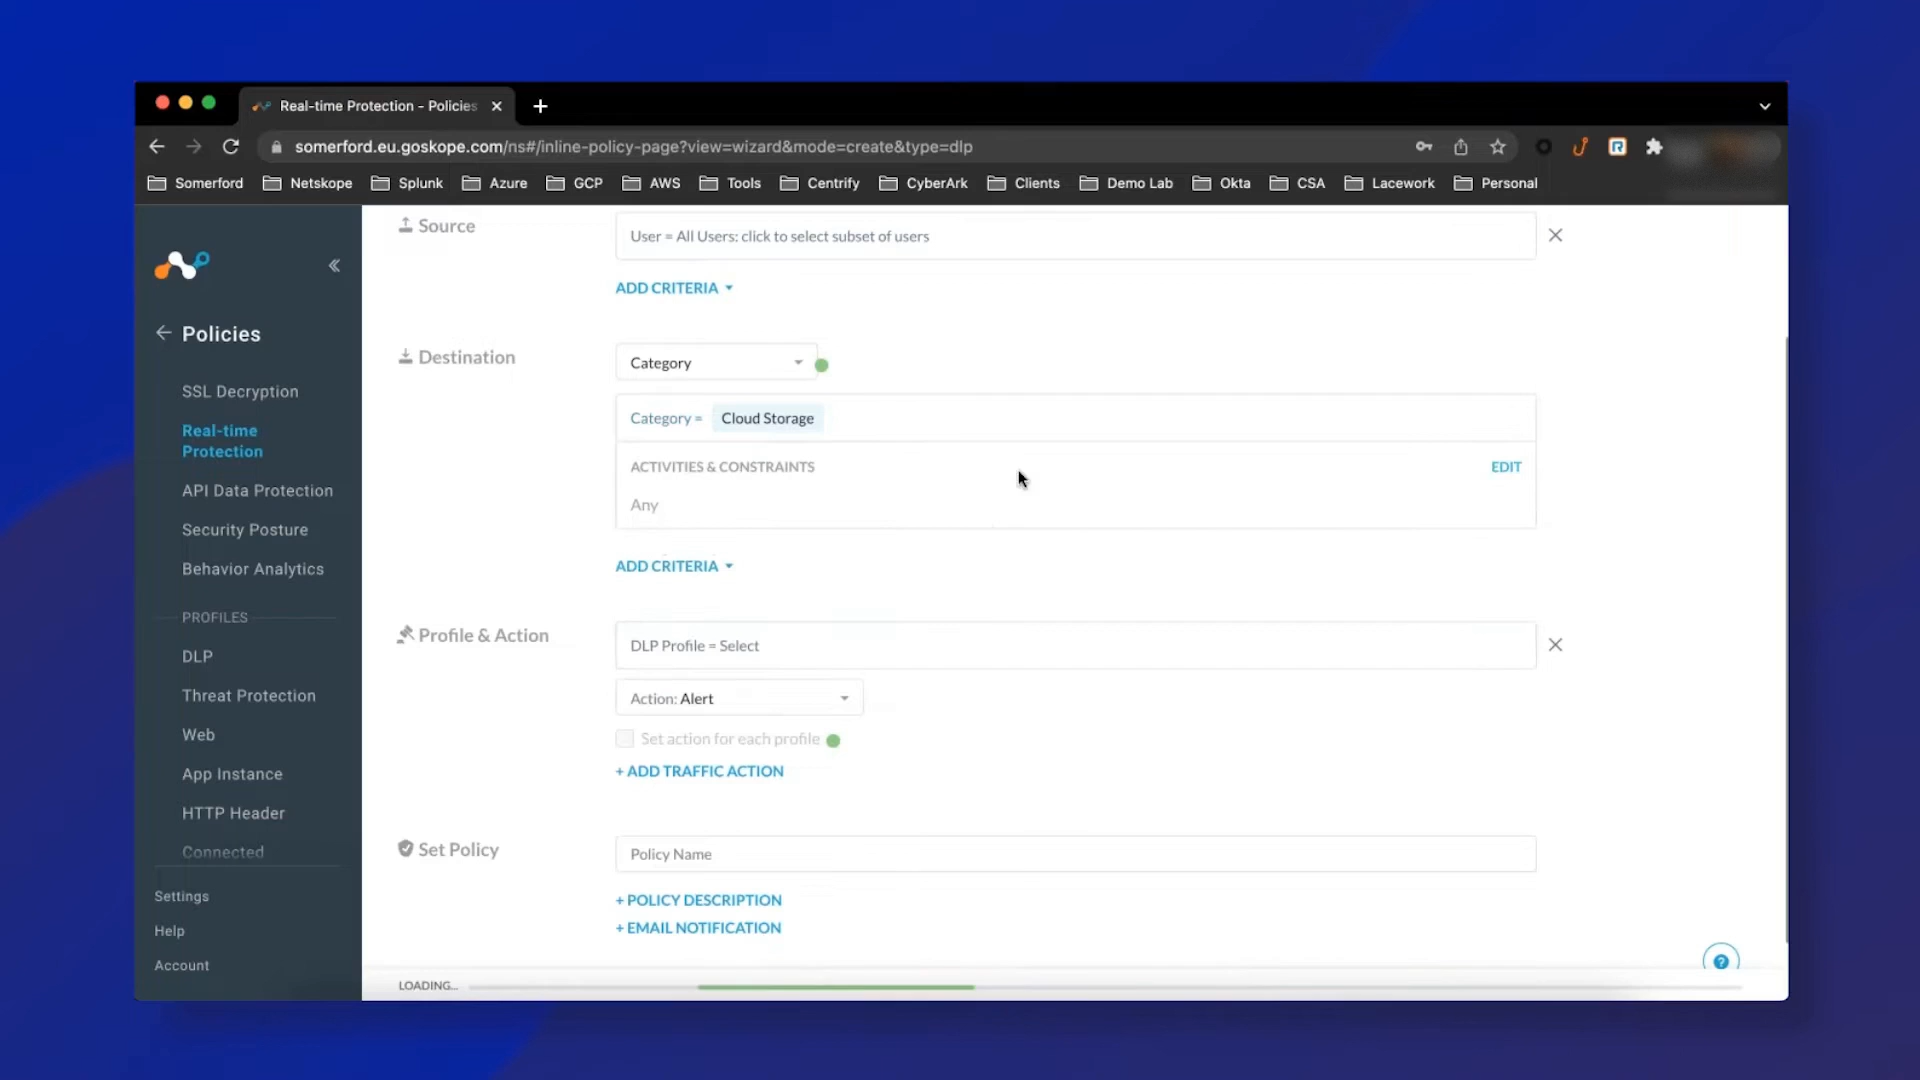 Real-time Protection - Policies
somerford.eu.goskope.com/ns#/inline-policy-page?view=wizard&mode=create&type=dlp
Somerford Netskope Splunk Azure GCP AWS Tools Centrify CyberArk Clients Demo Lab Okta CSA Lacework Personal
Policies
SSL Decryption
Real-time
Protection
API Data Protection
Security Posture
Behavior Analytics
PROFILES
DLP
Threat Protection
Web
App Instance
HTTP Header
Connected
Settings
Help
Account
Source
User = All Users: click to select subset of users
ADD CRITERIA
Destination
Category
Category = Cloud Storage
ACTIVITIES & CONSTRAINTS EDIT
Any
ADD CRITERIA
Profile & Action
DLP Profile = Select
Action: Alert
Set action for each profile
+ ADD TRAFFIC ACTION
Set Policy
Policy Name
+ POLICY DESCRIPTION
+ EMAIL NOTIFICATION
?
LOADING...